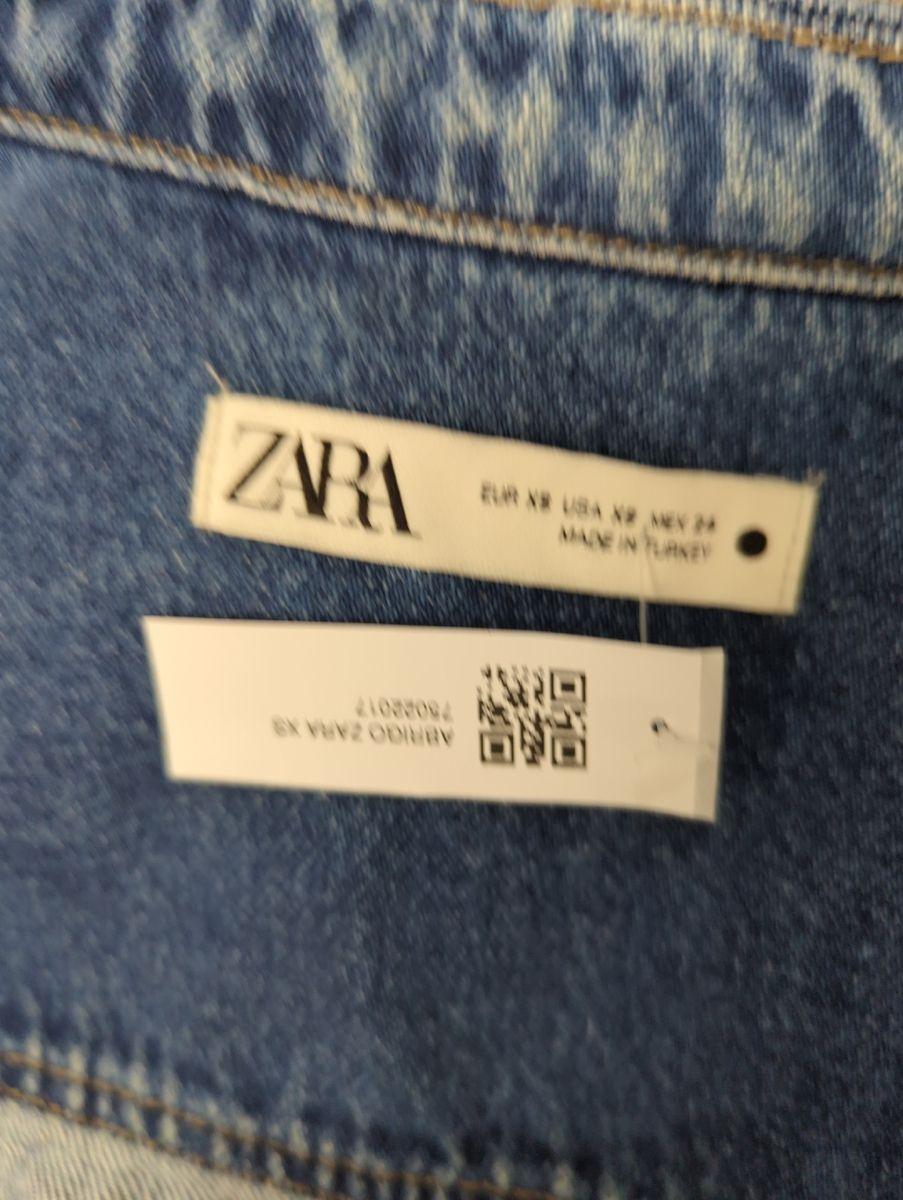 ZARA
EUR XS USA XS MEX 24
MADE IN TURKEY
ABRIGO ZARA XS
75022017